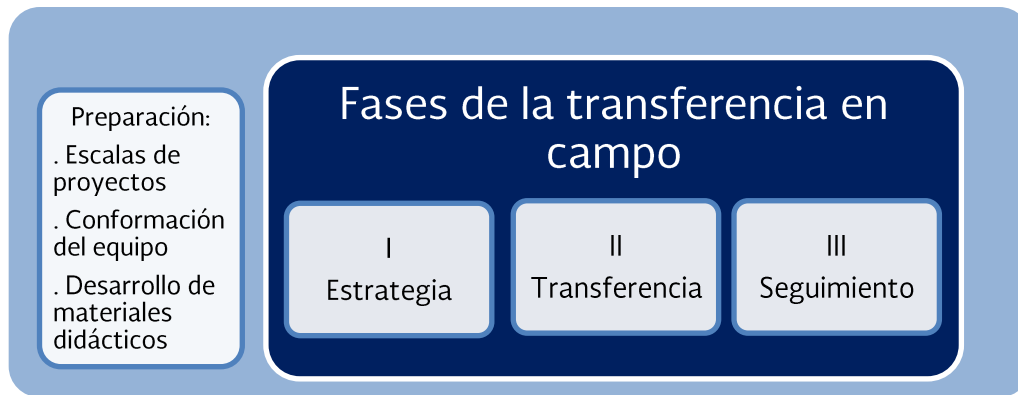 Preparación:
. Escalas de
proyectos
. Conformación
del equipo
. Desarrollo de
materiales
didácticos
Fases de la transferencia en
campo
I
Estrategia
II
Transferencia
III
Seguimiento